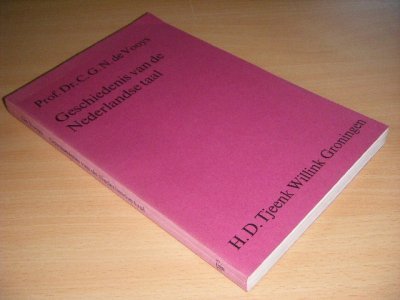 Prof. Dr. C. G. N. de Vooys
Geschiedenis van de
Nederlandse taal
H. D. Tjeenk Willink Groningen